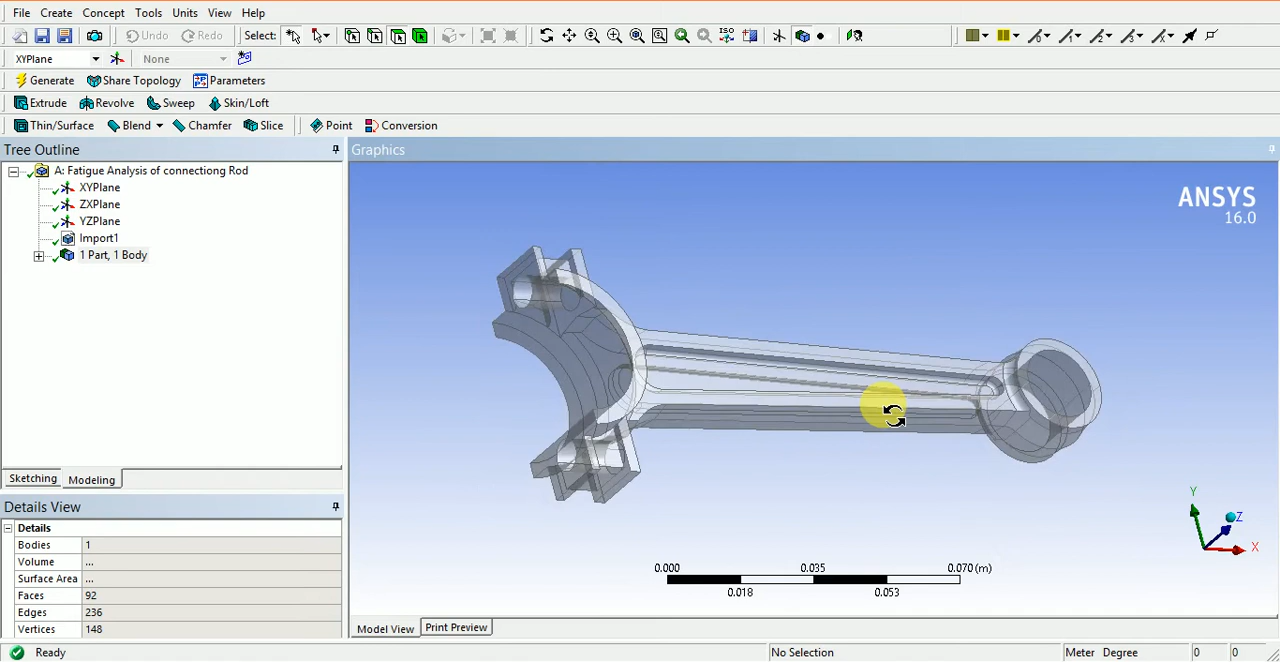 File Create Concept Tools Units View Help
Undo Redo Select: ISO
XYPlane None
Generate Share Topology Parameters
Extrude Revolve Sweep Skin/Loft
Thin/Surface Blend Chamfer Slice Point Conversion
Tree Outline
A: Fatigue Analysis of connectiong Rod
XYPlane
ZXPlane
YZPlane
Import1
1 Part, 1 Body
Sketching Modeling
Details View
Details
Bodies 1
Volume ...
Surface Area ...
Faces 92
Edges 236
Vertices 148
Graphics
ANSYS
16.0
Y
Z
X
0.000 0.035 0.070 (m)
0.018 0.053
Model View Print Preview
Ready No Selection Meter Degree 0 0